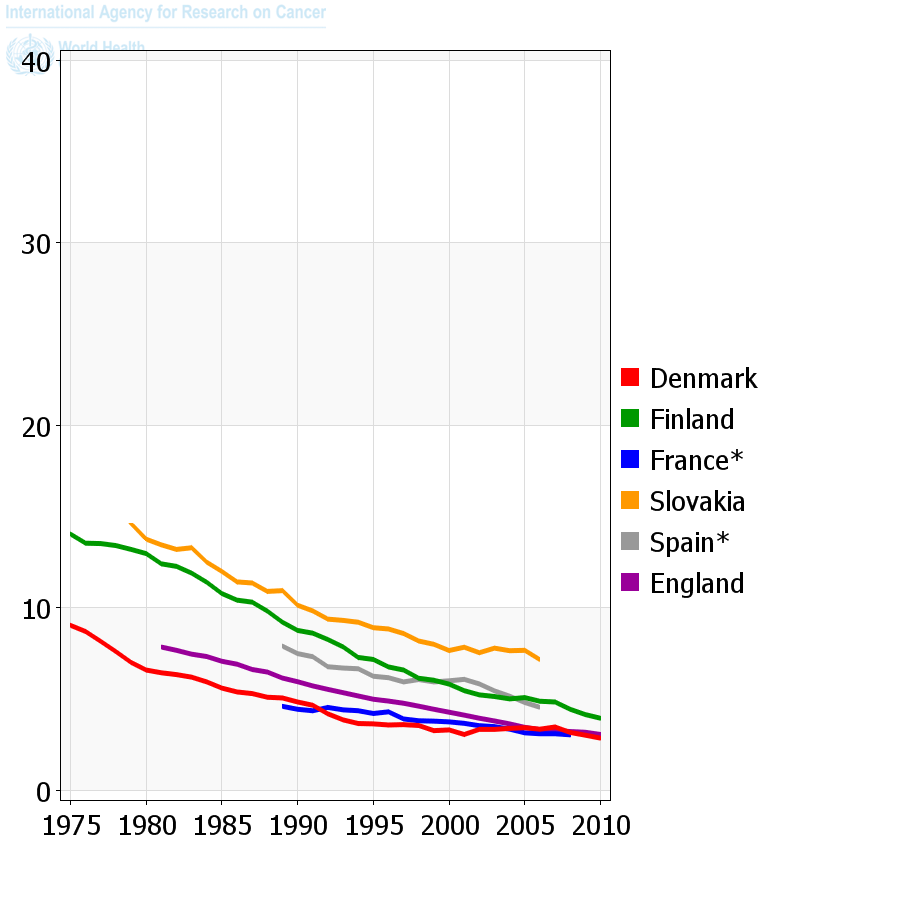 International Agency for Research on Cancer
World Health
40
30
20
10
0
1975 1980 1985 1990 1995 2000 2005 2010
Denmark
Finland
France*
Slovakia
Spain*
England